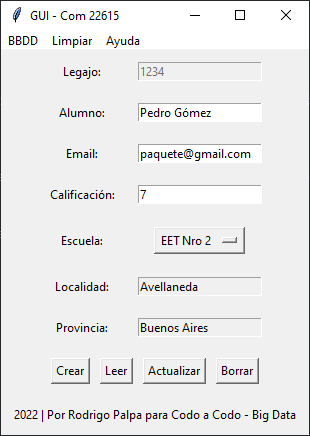 GUI - Com 22615
BBDD Limpiar Ayuda
Legajo: 1234
Alumno: Pedro Gómez
Email: paquete@gmail.com
Calificación: 7
Escuela: EET Nro 2
Localidad: Avellaneda
Provincia: Buenos Aires
Crear Leer Actualizar Borrar
2022 | Por Rodrigo Palpa para Codo a Codo - Big Data